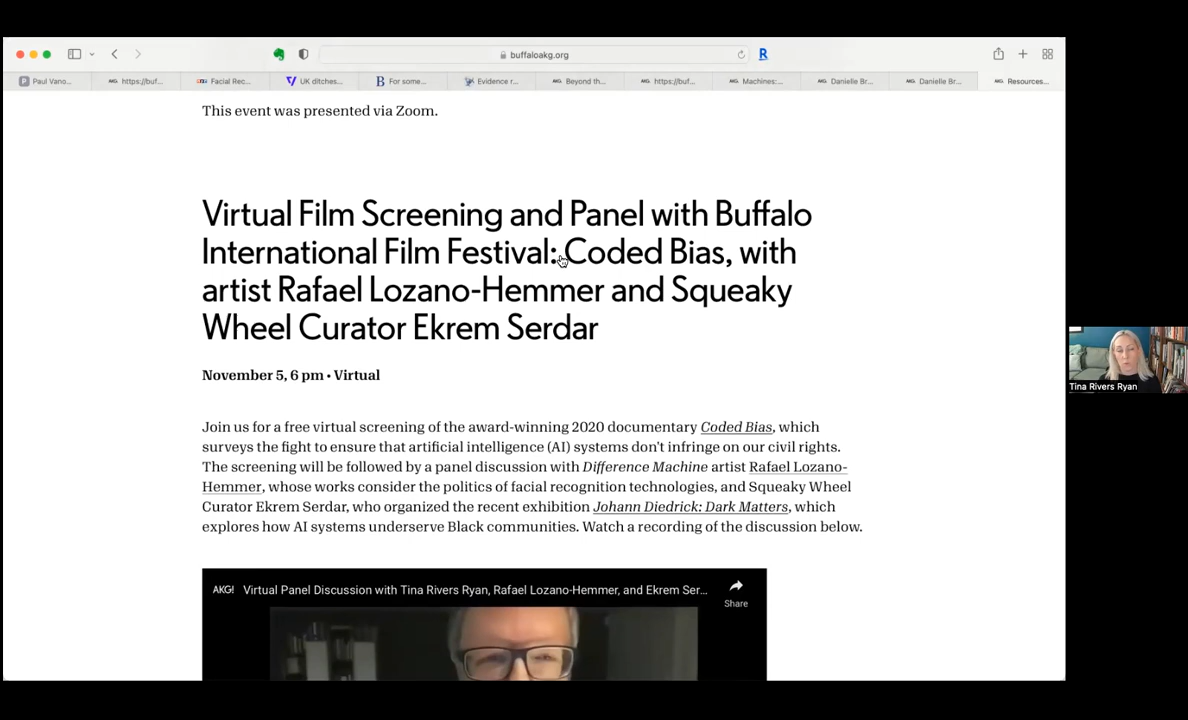 buffaloakg.org
Paul Vano...
https://buf...
Facial Rec...
UK ditches...
For some...
Evidence r...
Beyond th...
https://buf...
Machines:...
Danielle Br...
Danielle Br...
Resources...
This event was presented via Zoom.
Virtual Film Screening and Panel with Buffalo
International Film Festival: Coded Bias, with
artist Rafael Lozano-Hemmer and Squeaky
Wheel Curator Ekrem Serdar
November 5, 6 pm • Virtual
Join us for a free virtual screening of the award-winning 2020 documentary Coded Bias, which
surveys the fight to ensure that artificial intelligence (AI) systems don't infringe on our civil rights.
The screening will be followed by a panel discussion with Difference Machine artist Rafael Lozano-
Hemmer, whose works consider the politics of facial recognition technologies, and Squeaky Wheel
Curator Ekrem Serdar, who organized the recent exhibition Johann Diedrick: Dark Matters, which
explores how AI systems underserve Black communities. Watch a recording of the discussion below.
AKG! Virtual Panel Discussion with Tina Rivers Ryan, Rafael Lozano-Hemmer, and Ekrem Ser...
Share
Tina Rivers Ryan